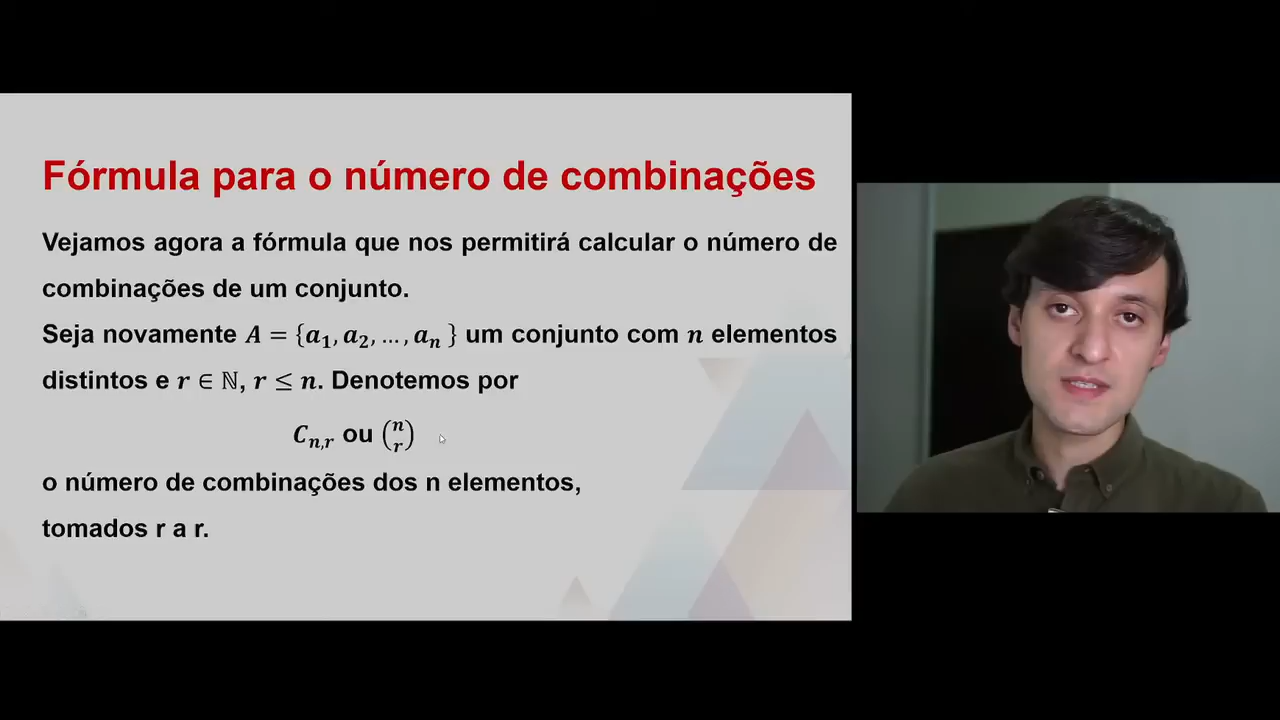 Fórmula para o número de combinações
Vejamos agora a fórmula que nos permitirá calcular o número de
combinações de um conjunto.
Seja novamente A = {a₁, a₂, … , aₙ } um conjunto com n elementos
distintos e r ∈ ℕ, r ≤ n. Denotemos por
Cₙ,ᵣ ou (n r)
o número de combinações dos n elementos,
tomados r a r.